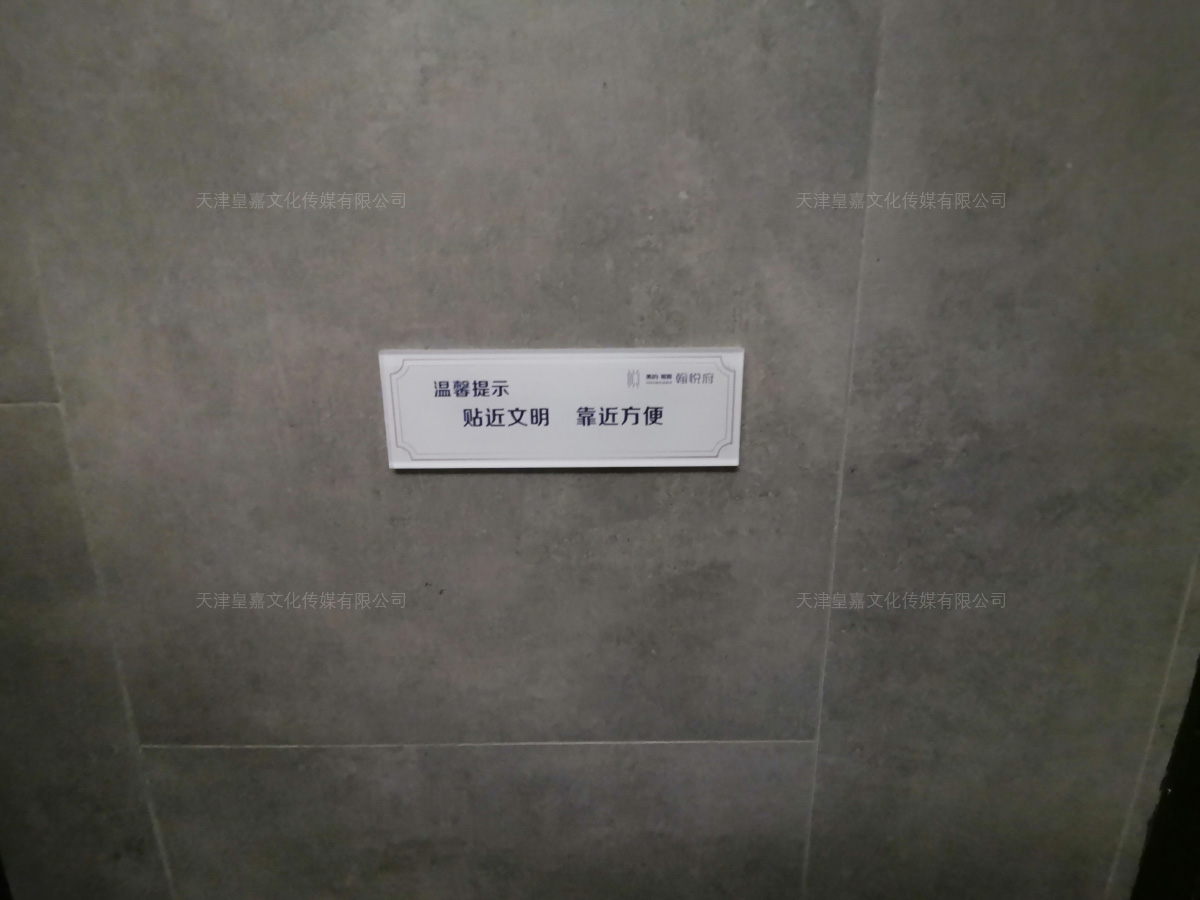 天津皇嘉文化传媒有限公司
天津皇嘉文化传媒有限公司
翰悦府
温馨提示
贴近文明 靠近方便
天津皇嘉文化传媒有限公司
天津皇嘉文化传媒有限公司